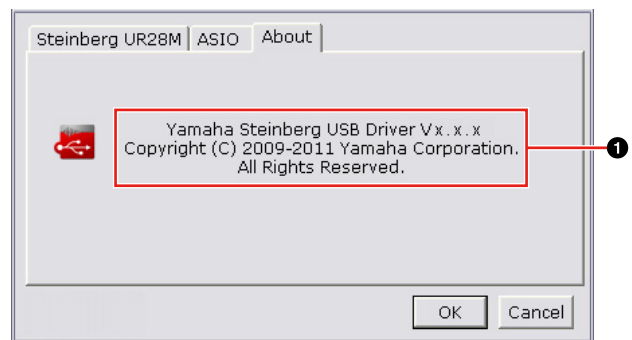 Steinberg UR28M ASIO About
Yamaha Steinberg USB Driver Vx.x.x
Copyright (C) 2009-2011 Yamaha Corporation.
All Rights Reserved.
1
OK Cancel